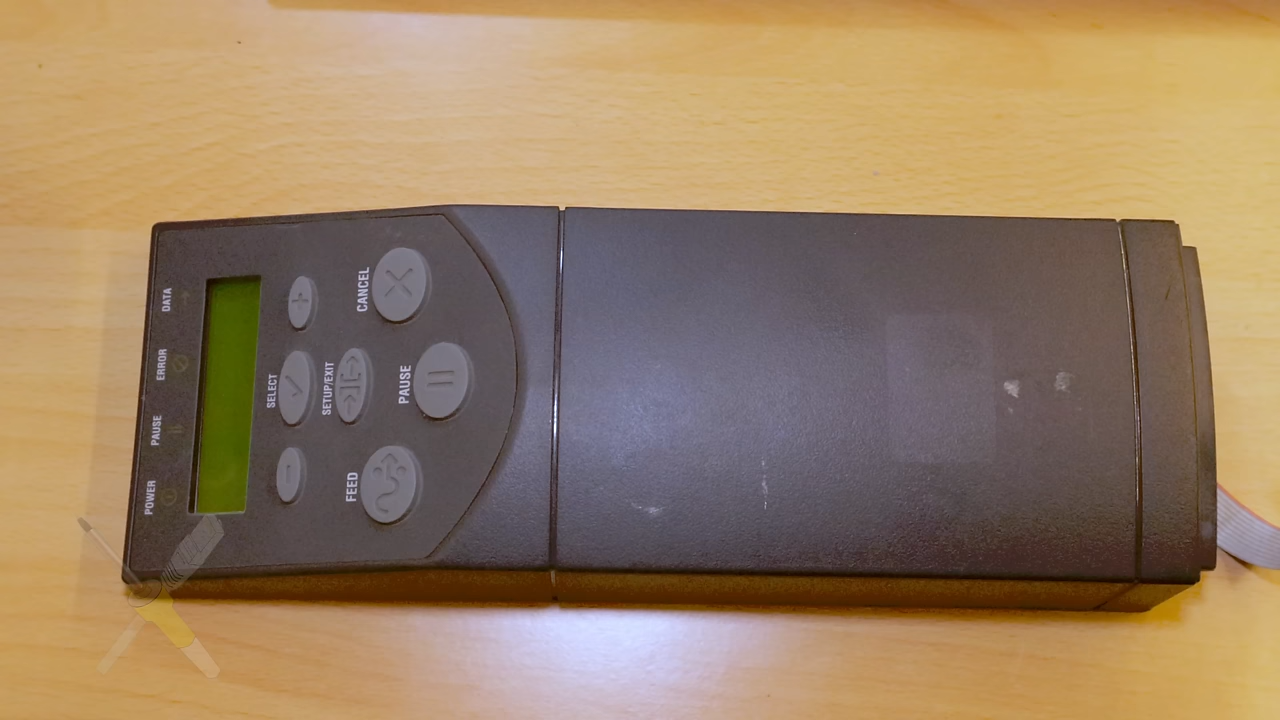 POWER
PAUSE
ERROR
DATA
SELECT
SETUP/EXIT
FEED
PAUSE
CANCEL